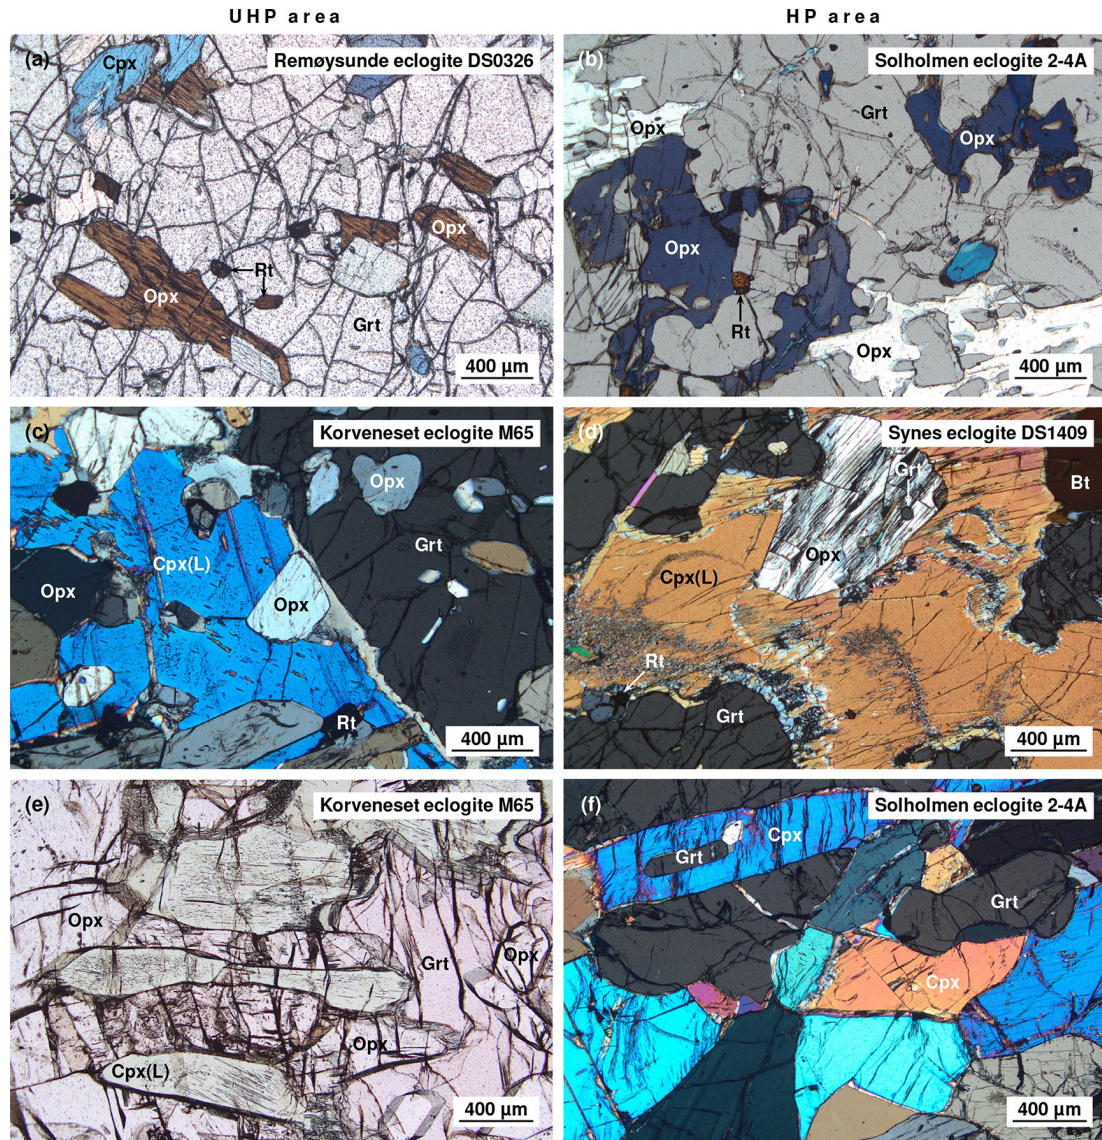 UHP area
HP area
(a)
Cpx
Remøysunde eclogite DS0326
Opx
Opx
Rt
Grt
400 µm
(b)
Solholmen eclogite 2-4A
Opx
Grt
Opx
Opx
Rt
Opx
400 µm
(c)
Korveneset eclogite M65
Opx
Grt
Cpx(L)
Opx
Opx
Rt
400 µm
(d)
Synes eclogite DS1409
Grt
Bt
Opx
Cpx(L)
Rt
Grt
400 µm
(e)
Korveneset eclogite M65
Opx
Opx
Grt
Opx
Cpx(L)
400 µm
(f)
Solholmen eclogite 2-4A
Cpx
Grt
Grt
Cpx
400 µm